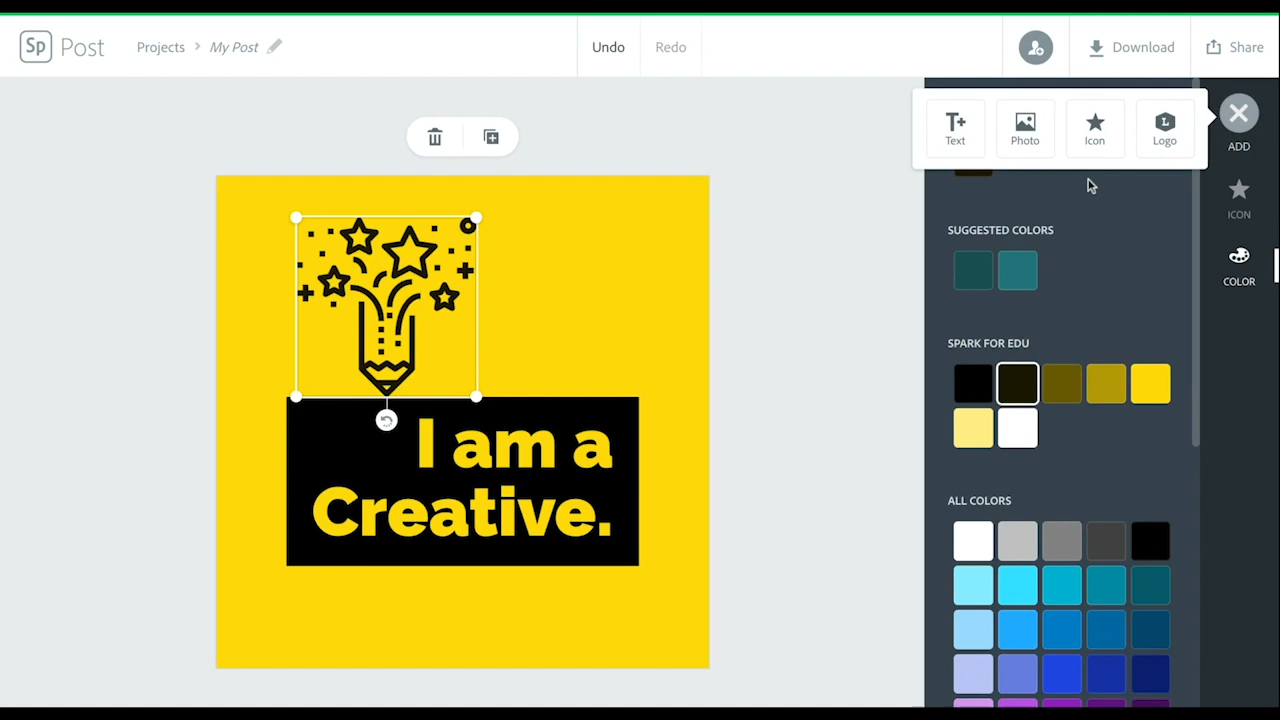 Sp Post
Projects > My Post
Undo
Redo
Download
Share
T+ Text
Photo
Icon
L Logo
ADD
ICON
COLOR
SUGGESTED COLORS
SPARK FOR EDU
ALL COLORS
I am a
Creative.